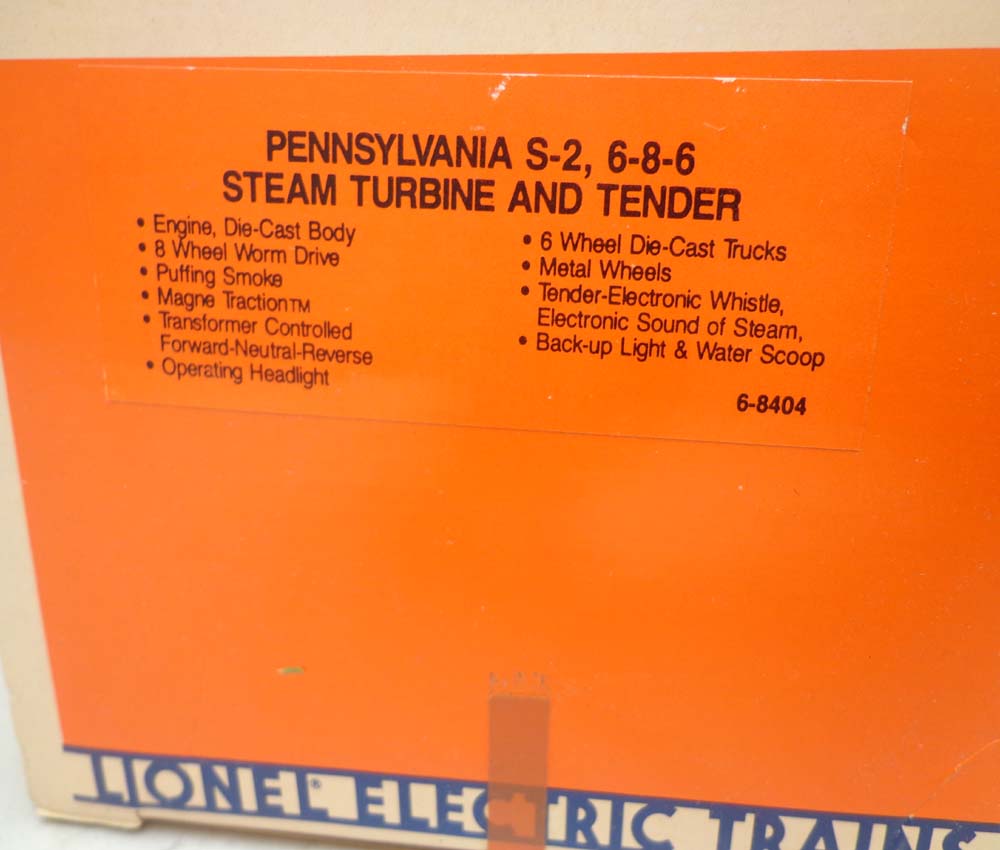 PENNSYLVANIA S-2, 6-8-6
STEAM TURBINE AND TENDER
• Engine, Die-Cast Body
• 8 Wheel Worm Drive
• Puffing Smoke
• Magne Traction™
• Transformer Controlled
Forward-Neutral-Reverse
• Operating Headlight
• 6 Wheel Die-Cast Trucks
• Metal Wheels
• Tender-Electronic Whistle,
Electronic Sound of Steam,
• Back-up Light & Water Scoop
6-8404
LIONEL® ELECTRIC TRAINS